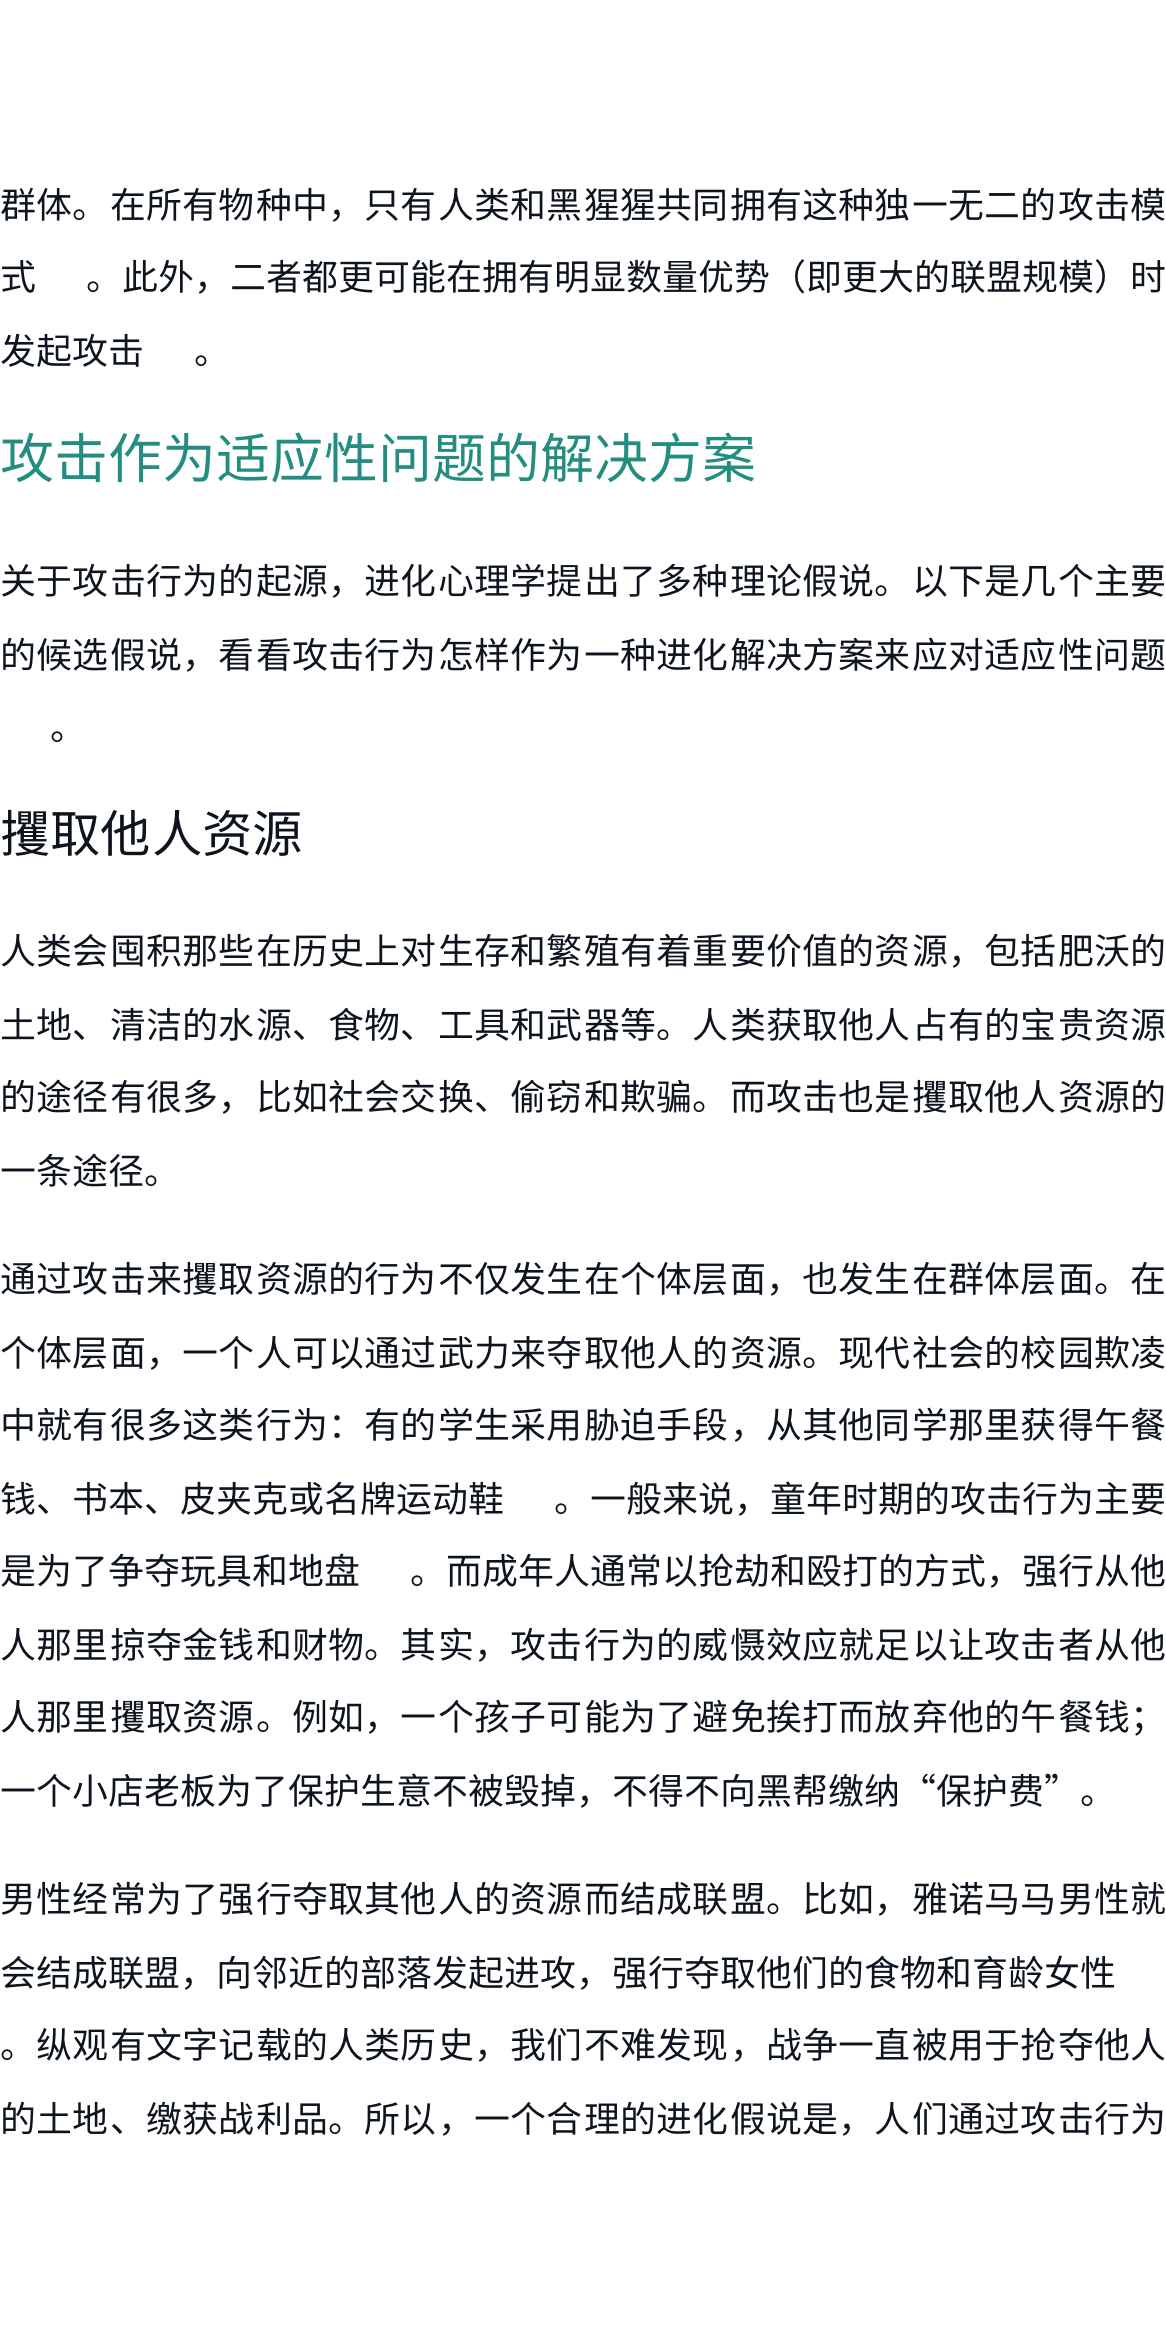 群体。在所有物种中，只有人类和黑猩猩共同拥有这种独一无二的攻击模
式 。此外，二者都更可能在拥有明显数量优势（即更大的联盟规模）时
发起攻击 。
攻击作为适应性问题的解决方案
关于攻击行为的起源，进化心理学提出了多种理论假说。以下是几个主要
的候选假说，看看攻击行为怎样作为一种进化解决方案来应对适应性问题
。
攫取他人资源
人类会囤积那些在历史上对生存和繁殖有着重要价值的资源，包括肥沃的
土地、清洁的水源、食物、工具和武器等。人类获取他人占有的宝贵资源
的途径有很多，比如社会交换、偷窃和欺骗。而攻击也是攫取他人资源的
一条途径。
通过攻击来攫取资源的行为不仅发生在个体层面，也发生在群体层面。在
个体层面，一个人可以通过武力来夺取他人的资源。现代社会的校园欺凌
中就有很多这类行为：有的学生采用胁迫手段，从其他同学那里获得午餐
钱、书本、皮夹克或名牌运动鞋 。一般来说，童年时期的攻击行为主要
是为了争夺玩具和地盘 。而成年人通常以抢劫和殴打的方式，强行从他
人那里掠夺金钱和财物。其实，攻击行为的威慑效应就足以让攻击者从他
人那里攫取资源。例如，一个孩子可能为了避免挨打而放弃他的午餐钱；
一个小店老板为了保护生意不被毁掉，不得不向黑帮缴纳“保护费”。
男性经常为了强行夺取其他人的资源而结成联盟。比如，雅诺马马男性就
会结成联盟，向邻近的部落发起进攻，强行夺取他们的食物和育龄女性
。纵观有文字记载的人类历史，我们不难发现，战争一直被用于抢夺他人
的土地、缴获战利品。所以，一个合理的进化假说是，人们通过攻击行为